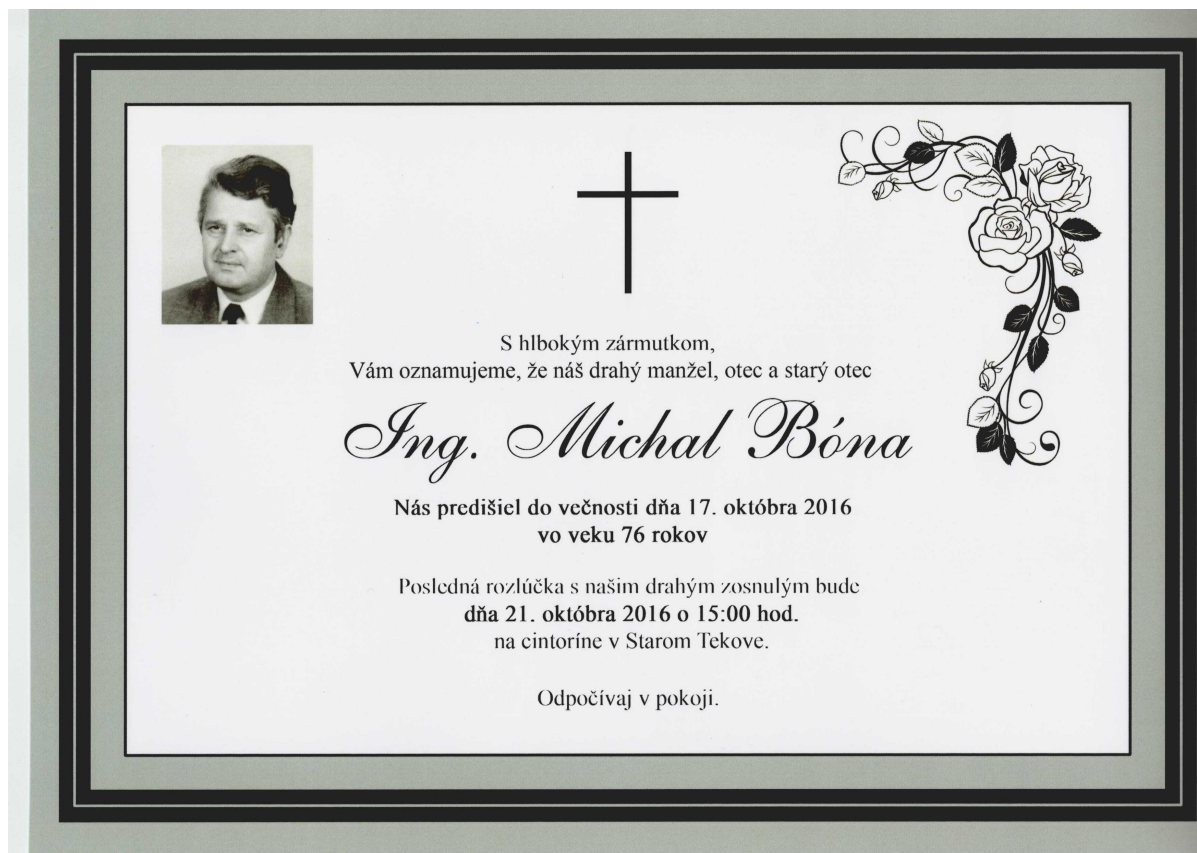 S hlbokým zármutkom,
Vám oznamujeme, že náš drahý manžel, otec a starý otec
Ing. Michal Bóna
Nás predišiel do večnosti dňa 17. októbra 2016
vo veku 76 rokov
Posledná rozlúčka s našim drahým zosnulým bude
dňa 21. októbra 2016 o 15:00 hod.
na cintoríne v Starom Tekove.
Odpočívaj v pokoji.